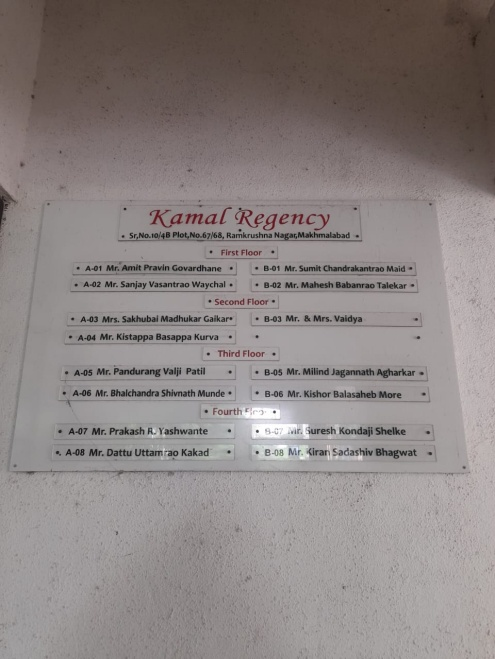 Kamal Regency
Sr,No.10/4B Plot,No.67/68, Ramkrushna Nagar,Makhmalabad
First Floor
A-01 Mr. Amit Pravin Govardhane
B-01 Mr. Sumit Chandrakantrao Maid
A-02 Mr. Sanjay Vasantrao Waychal
B-02 Mr. Mahesh Babanrao Talekar
Second Floor
A-03 Mrs. Sakhubai Madhukar Gaikar
B-03 Mr. & Mrs. Vaidya
A-04 Mr. Kistappa Basappa Kurva
Third Floor
A-05 Mr. Pandurang Valji Patil
B-05 Mr. Milind Jagannath Agharkar
A-06 Mr. Bhalchandra Shivnath Munde
B-06 Mr. Kishor Balasaheb More
Fourth Floor
A-07 Mr. Prakash R. Yashwante
B-07 Mr. Suresh Kondaji Shelke
A-08 Mr. Dattu Uttamrao Kakad
B-08 Mr. Kiran Sadashiv Bhagwat